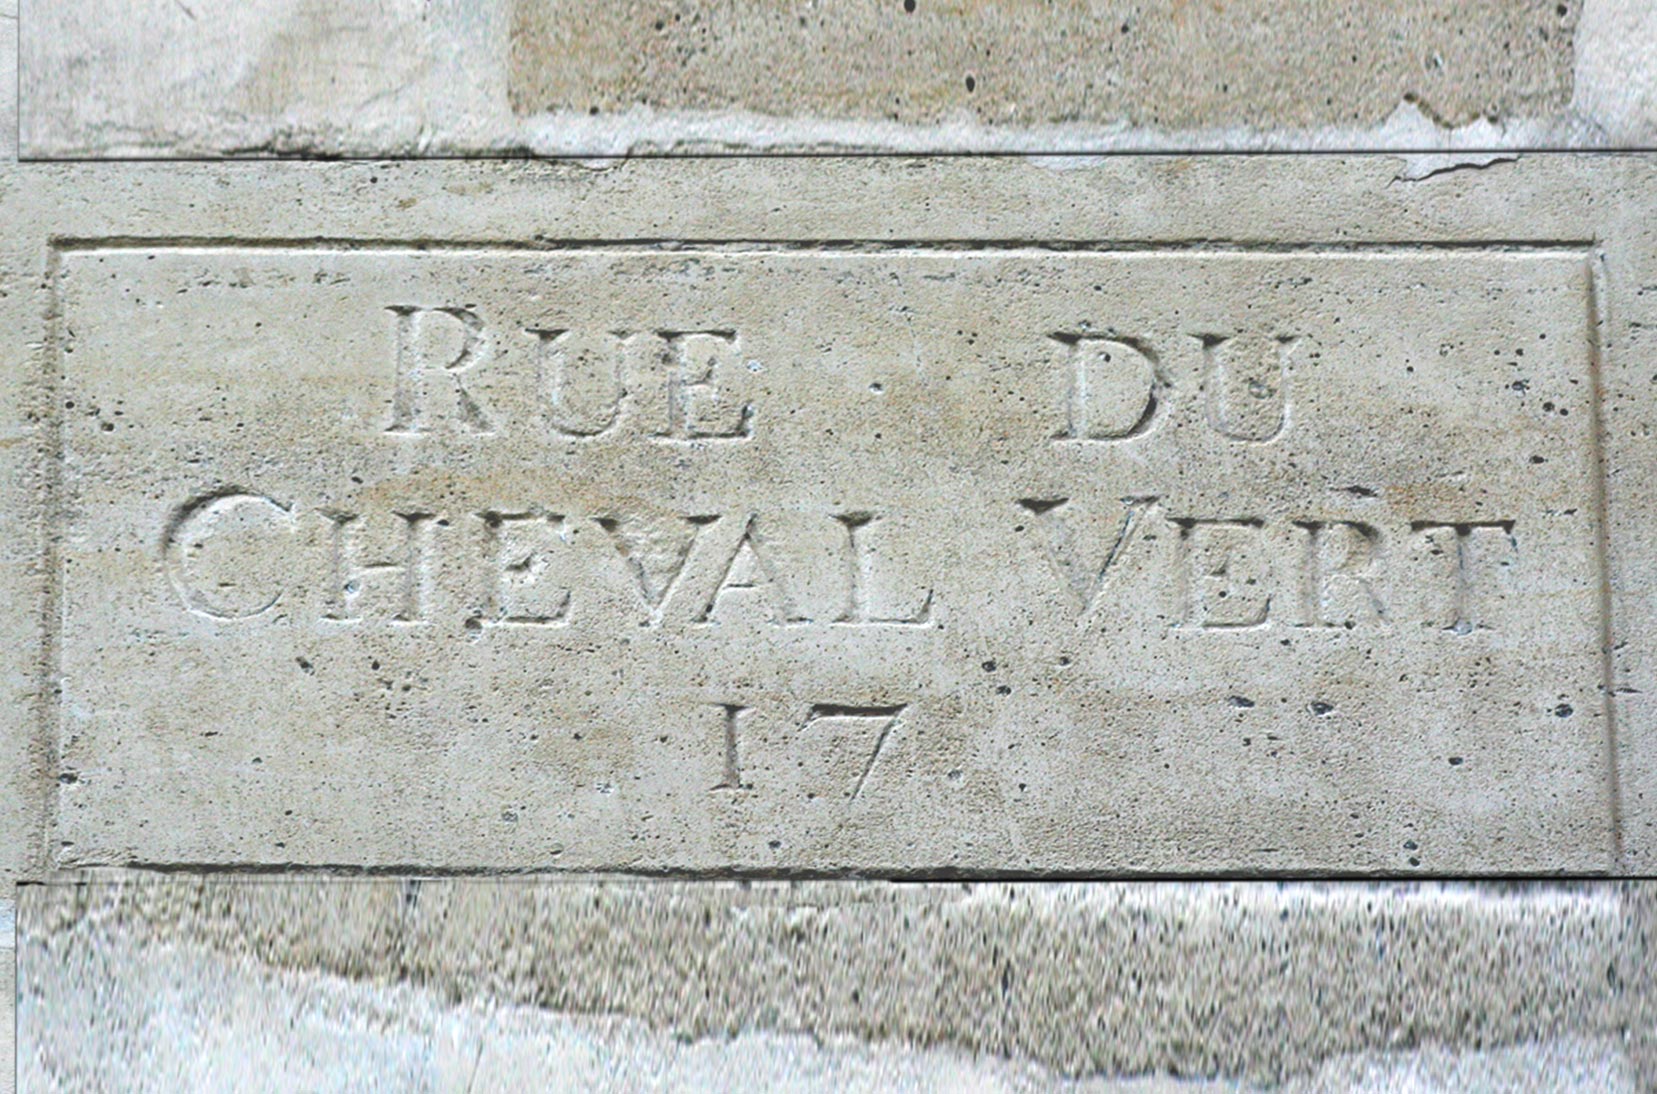 RUE DU
CHEVAL VERT
17